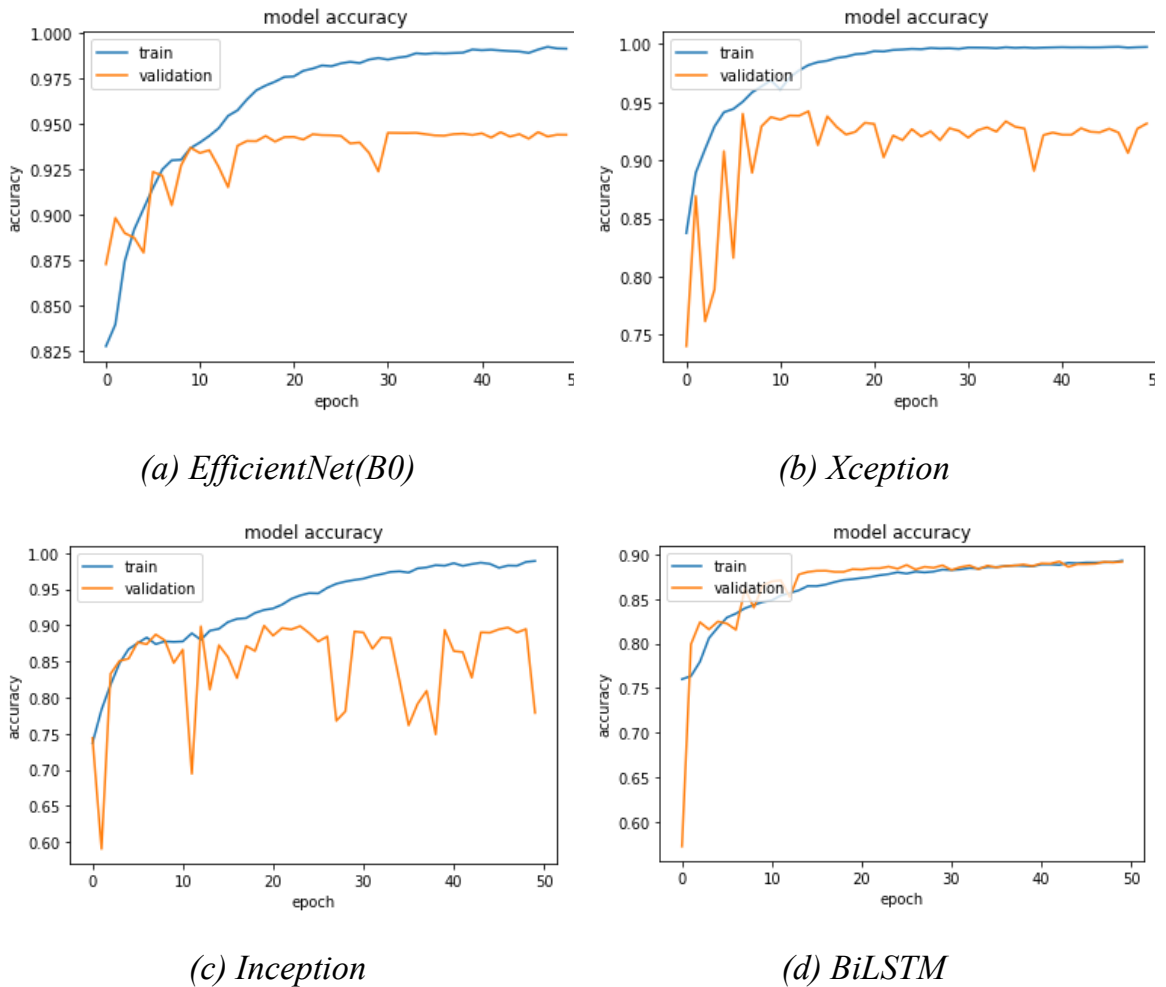 model accuracy
1.000
0.975
0.950
0.925
0.900
0.875
0.850
0.825
accuracy
train
validation
0 10 20 30 40 5
epoch
(a) EfficientNet(B0)
model accuracy
1.00
0.95
0.90
0.85
0.80
0.75
accuracy
train
validation
0 10 20 30 40 5
epoch
(b) Xception
model accuracy
1.00
0.95
0.90
0.85
0.80
0.75
0.70
0.65
0.60
accuracy
train
validation
0 10 20 30 40 50
epoch
(c) Inception
model accuracy
0.90
0.85
0.80
0.75
0.70
0.65
0.60
accuracy
train
validation
0 10 20 30 40 50
epoch
(d) BiLSTM